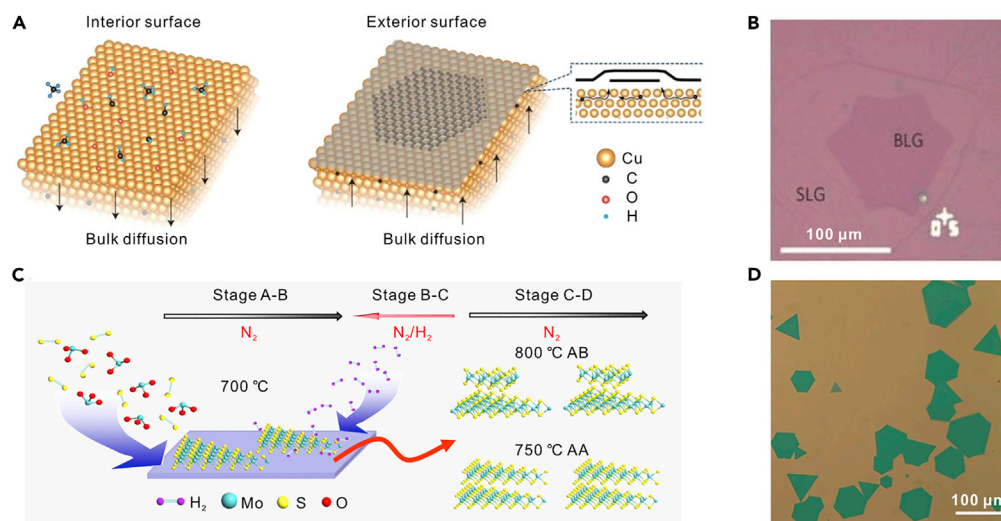 A
Interior surface
Exterior surface
Bulk diffusion
Bulk diffusion
Cu
C
O
H
B
BLG
SLG
100 µm
C
Stage A-B
Stage B-C
Stage C-D
N₂
N₂/H₂
N₂
700 ℃
800 ℃ AB
750 ℃ AA
H₂
Mo
S
O
D
100 µm